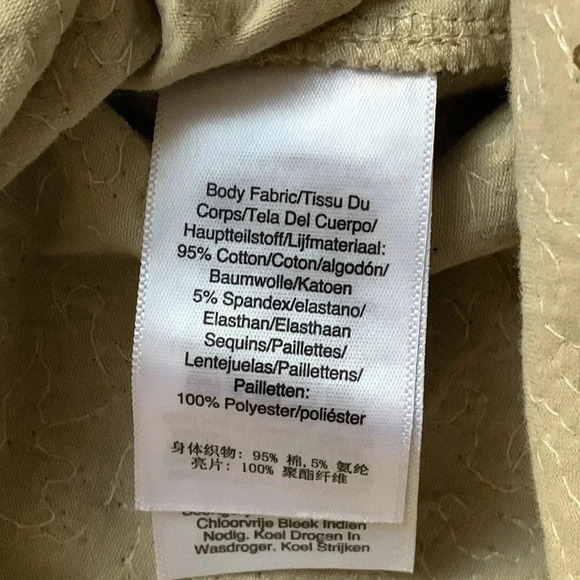 Body Fabric/Tissu Du
Corps/Tela Del Cuerpo/
Hauptteilstoff/Lijfmateriaal:
95% Cotton/Coton/algodón/
Baumwolle/Katoen
5% Spandex/elastano/
Elasthan/Elasthaan
Sequins/Paillettes/
Lentejuelas/Paillettens/
Pailletten:
100% Polyester/poliéster
身体织物: 95% 棉,5% 氨纶
亮片: 100% 聚酯纤维
Chloorvrije Bleek Indien
Nodig. Koel Drogen In
Wasdroger. Koel Strijken